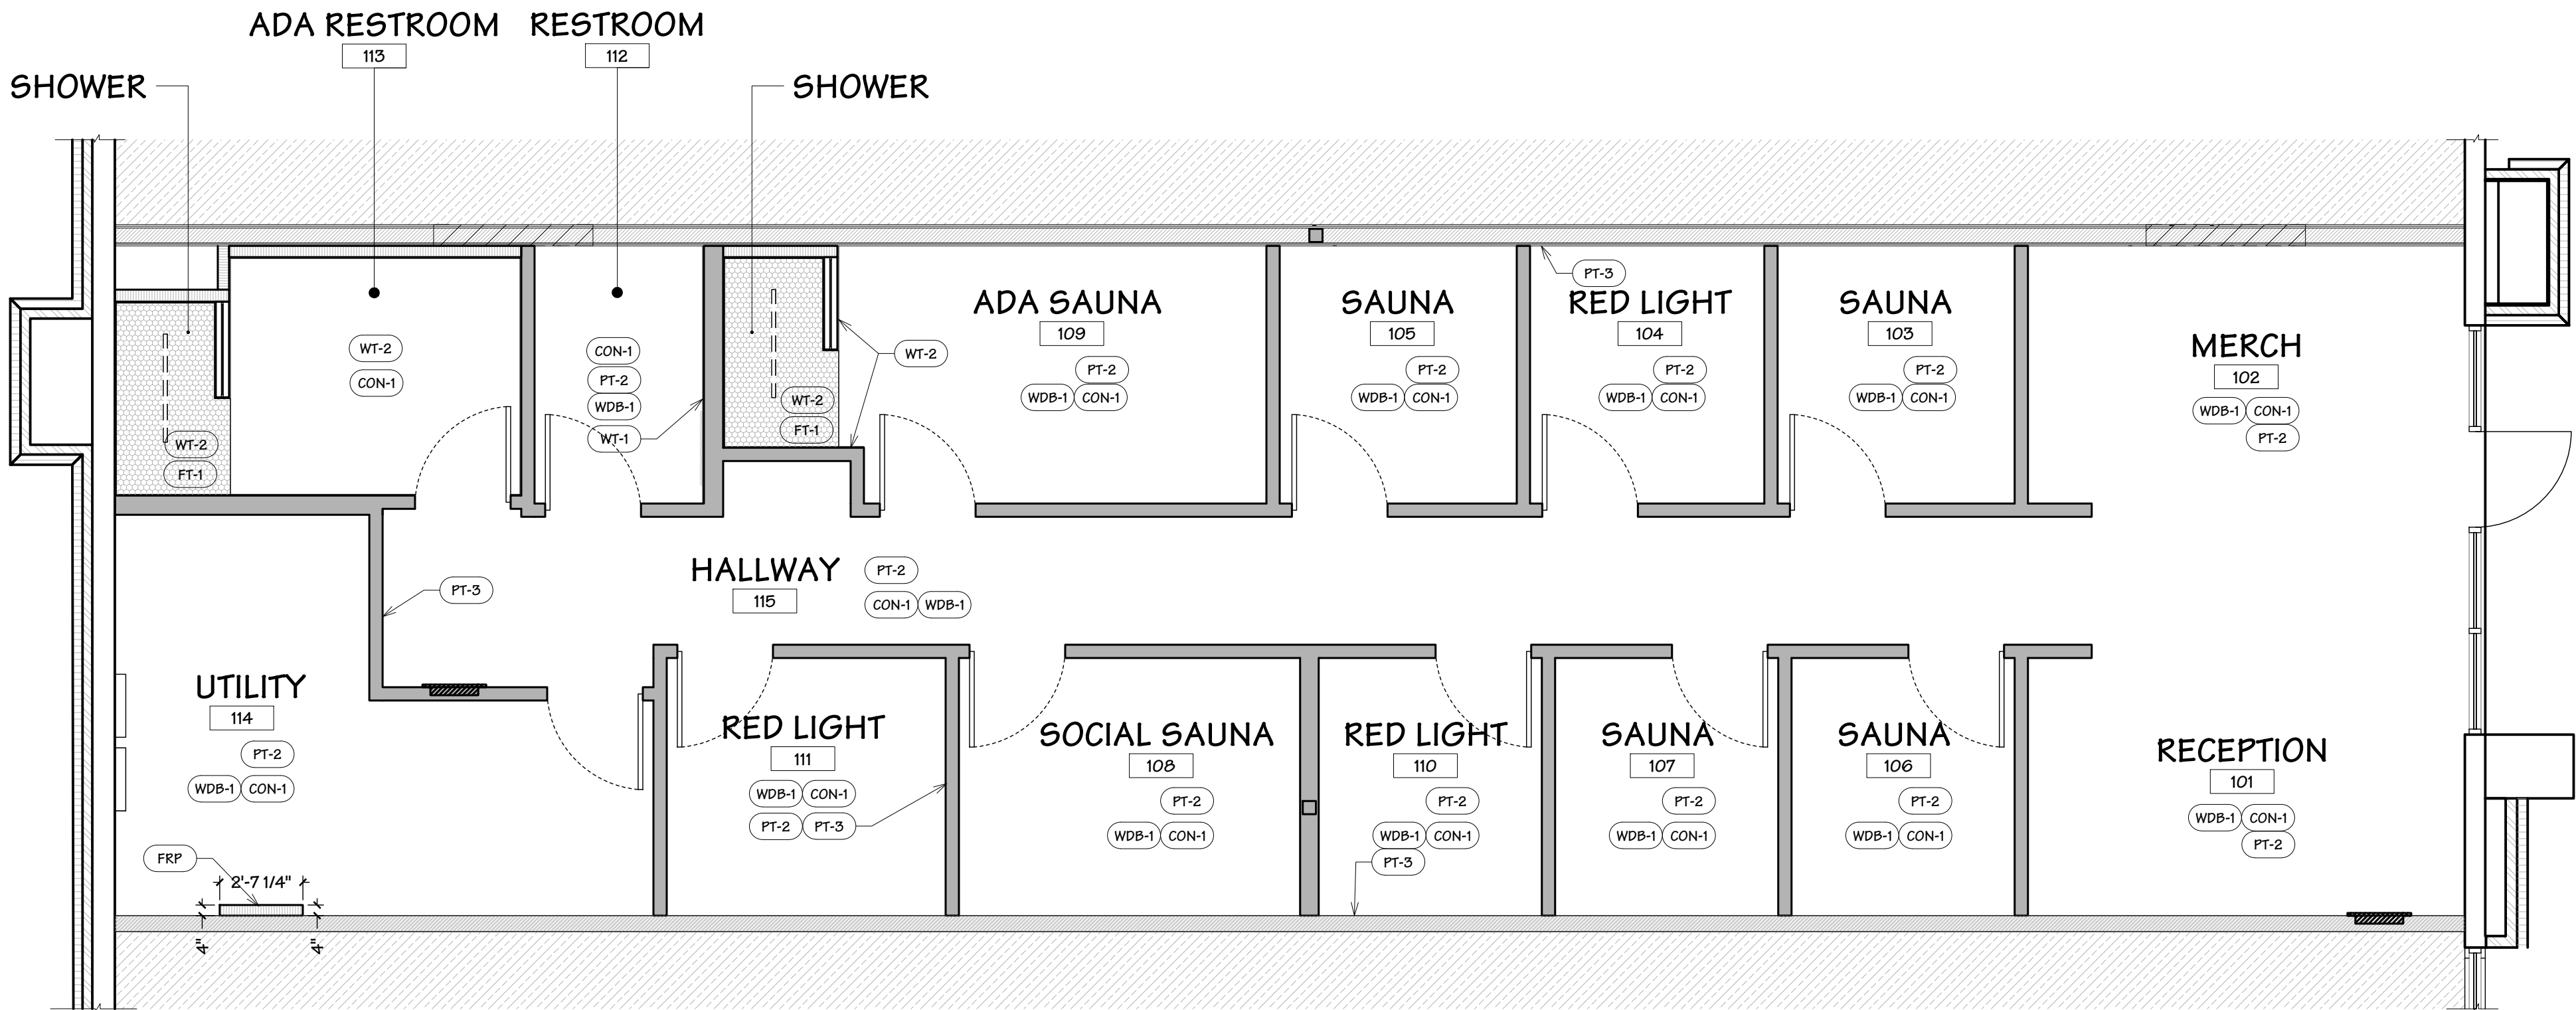 ADA RESTROOM
113
RESTROOM
112
SHOWER
SHOWER
WT-2
CON-1
WT-2
FT-1
CON-1
PT-2
WDB-1
WT-1
WT-2
FT-1
WT-2
ADA SAUNA
109
PT-2
WDB-1 CON-1
SAUNA
105
PT-2
WDB-1 CON-1
PT-3
RED LIGHT
104
PT-2
WDB-1 CON-1
SAUNA
103
PT-2
WDB-1 CON-1
MERCH
102
WDB-1 CON-1
PT-2
HALLWAY
115
PT-2
CON-1 WDB-1
PT-3
UTILITY
114
PT-2
WDB-1 CON-1
FRP
2'-7 1/4"
4"
4"
RED LIGHT
111
WDB-1 CON-1
PT-2 PT-3
SOCIAL SAUNA
108
PT-2
WDB-1 CON-1
RED LIGHT
110
PT-2
WDB-1 CON-1
PT-3
SAUNA
107
PT-2
WDB-1 CON-1
SAUNA
106
PT-2
WDB-1 CON-1
RECEPTION
101
WDB-1 CON-1
PT-2